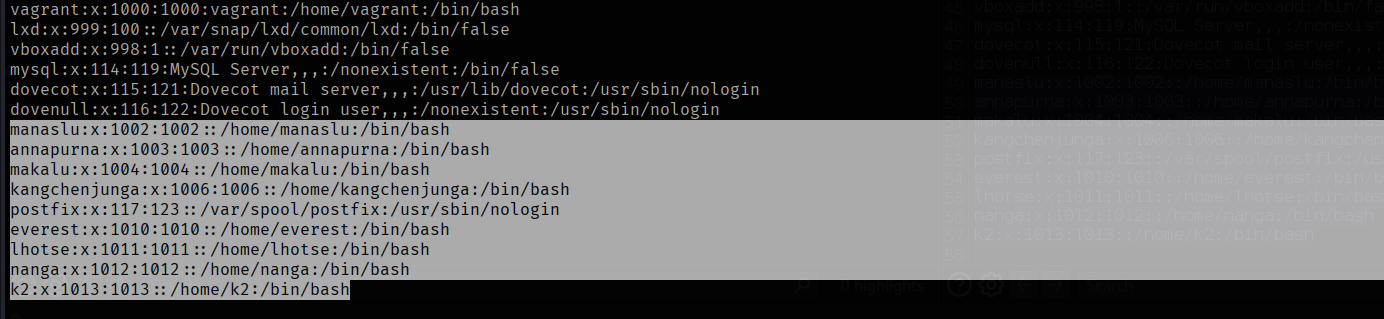 vagrant:x:1000:1000:vagrant:/home/vagrant:/bin/bash
lxd:x:999:100::/var/snap/lxd/common/lxd:/bin/false
vboxadd:x:998:1::/var/run/vboxadd:/bin/false
mysql:x:114:119:MySQL Server,,,:/nonexistent:/bin/false
dovecot:x:115:121:Dovecot mail server,,,:/usr/lib/dovecot:/usr/sbin/nologin
dovenull:x:116:122:Dovecot login user,,,:/nonexistent:/usr/sbin/nologin
manaslu:x:1002:1002::/home/manaslu:/bin/bash
annapurna:x:1003:1003::/home/annapurna:/bin/bash
makalu:x:1004:1004::/home/makalu:/bin/bash
kangchenjunga:x:1006:1006::/home/kangchenjunga:/bin/bash
postfix:x:117:123::/var/spool/postfix:/usr/sbin/nologin
everest:x:1010:1010::/home/everest:/bin/bash
lhotse:x:1011:1011::/home/lhotse:/bin/bash
nanga:x:1012:1012::/home/nanga:/bin/bash
k2:x:1013:1013::/home/k2:/bin/bash
0 highlights
Search